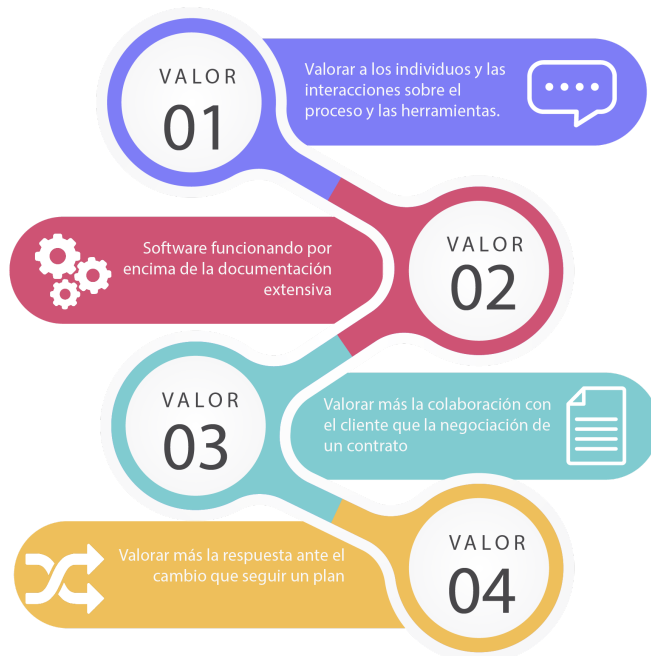 VALOR
01
Valorar a los individuos y las
interacciones sobre el
proceso y las herramientas.
Software funcionando por
encima de la documentación
extensiva
VALOR
02
VALOR
03
Valorar más la colaboración con
el cliente que la negociación de
un contrato
Valorar más la respuesta ante el
cambio que seguir un plan
VALOR
04